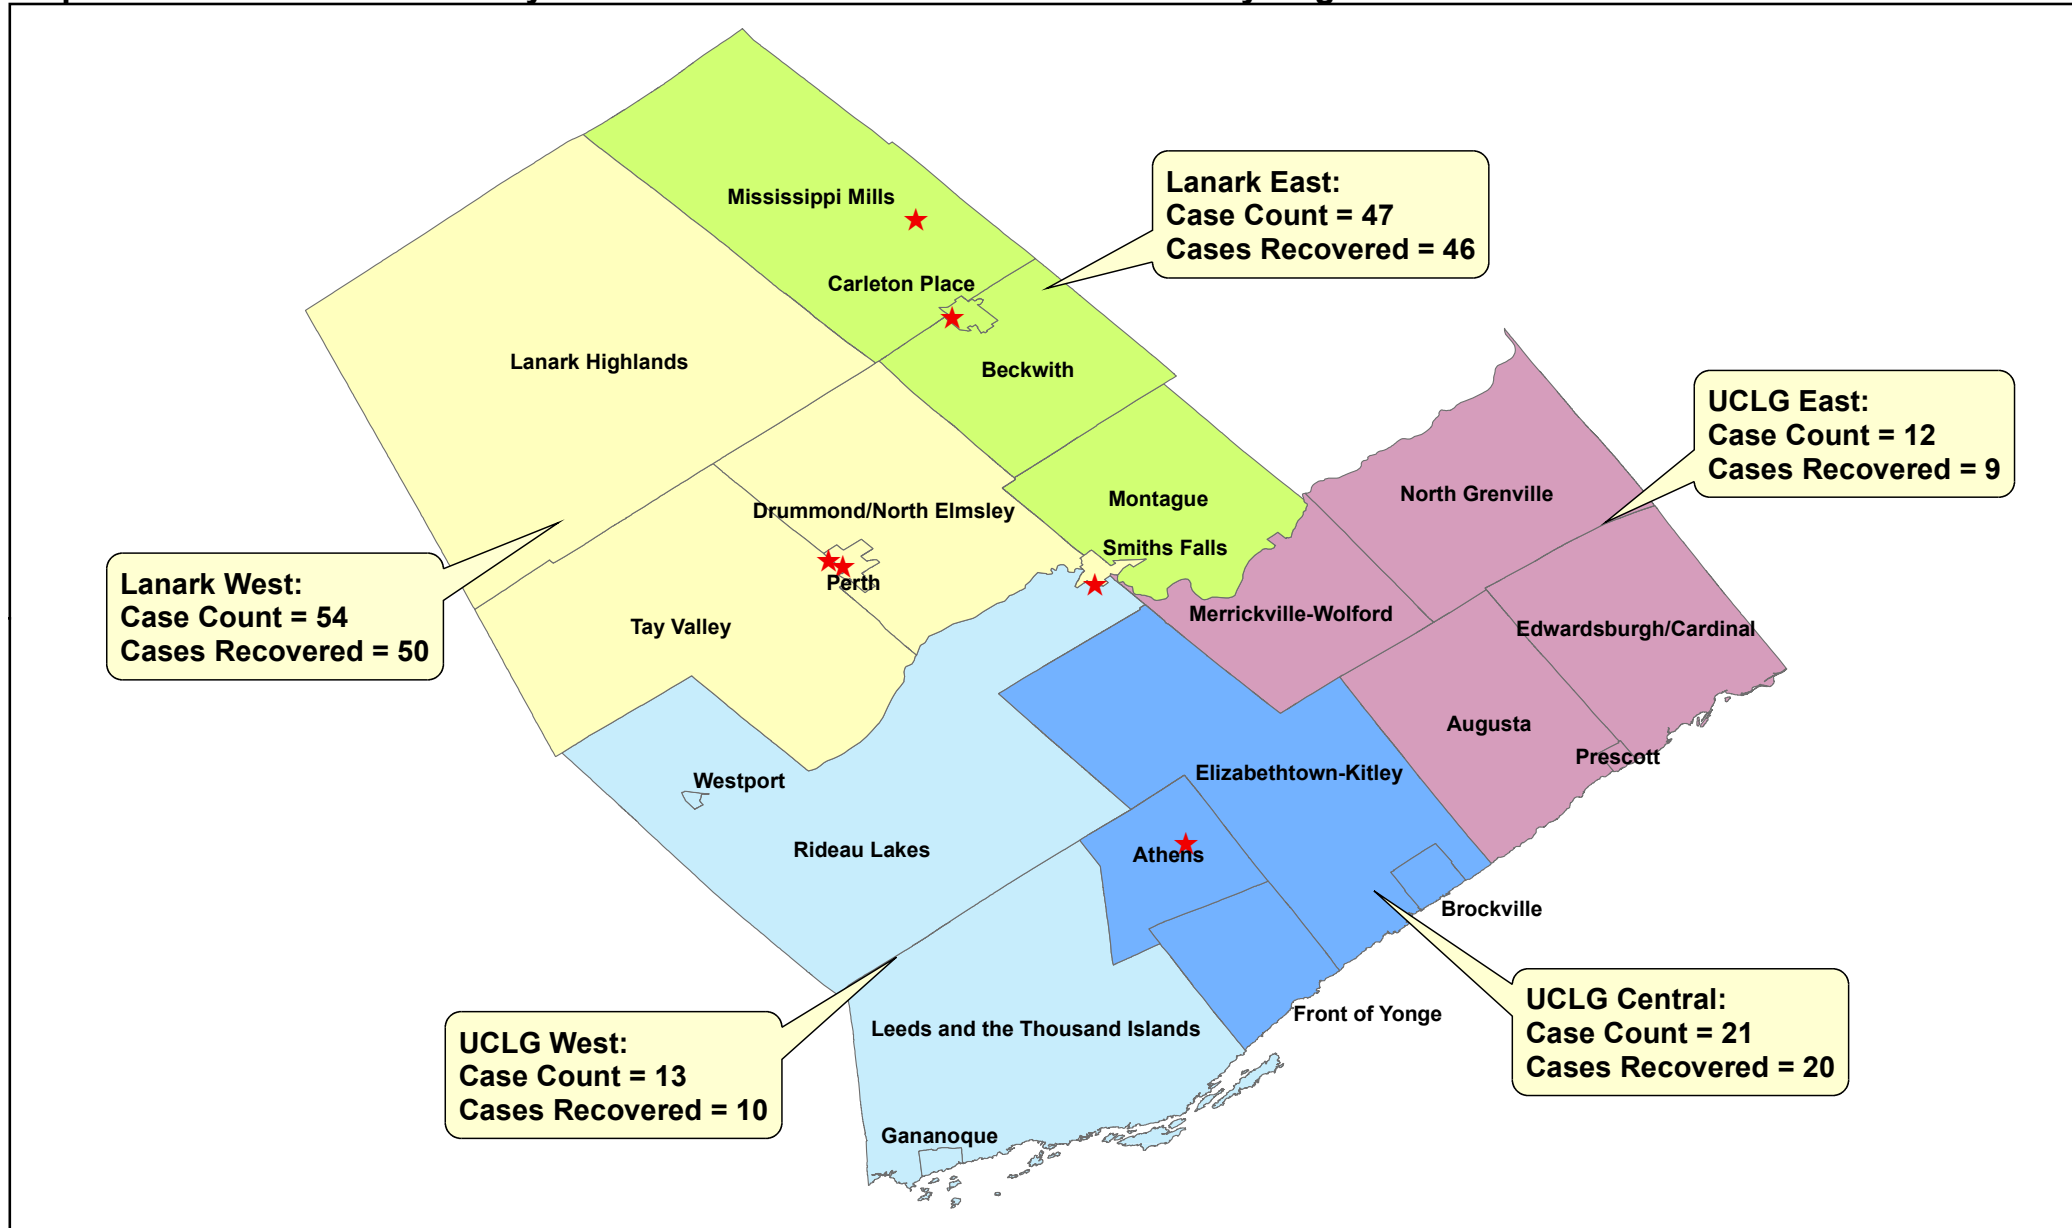 Mississippi Mills
Lanark East:
Case Count = 47
Cases Recovered = 46
Carleton Place
Lanark Highlands
Beckwith
UCLG East:
Case Count = 12
Cases Recovered = 9
North Grenville
Montague
Drummond/North Elmsley
Smiths Falls
Perth
Lanark West:
Case Count = 54
Cases Recovered = 50
Tay Valley
Merrickville-Wolford
Edwardsburgh/Cardinal
Augusta
Prescott
Elizabethtown-Kitley
Westport
Rideau Lakes
Athens
Brockville
UCLG Central:
Case Count = 21
Cases Recovered = 20
Front of Yonge
Leeds and the Thousand Islands
UCLG West:
Case Count = 13
Cases Recovered = 10
Gananoque